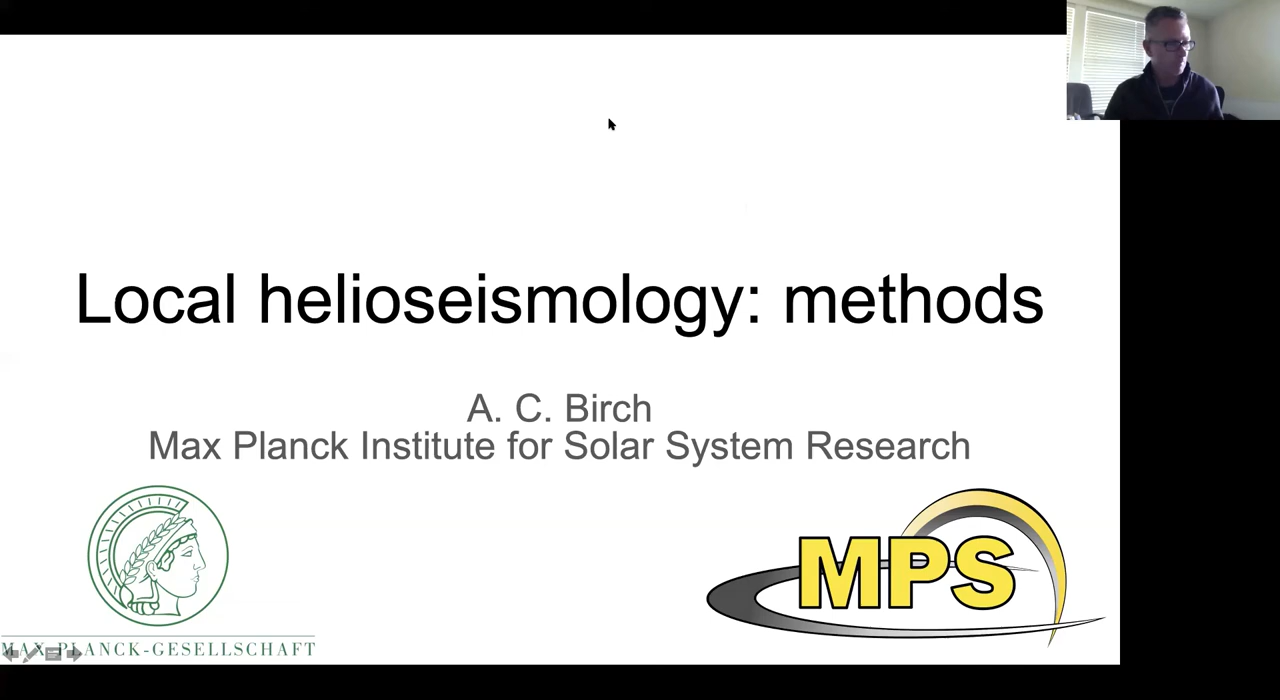 Local helioseismology: methods
A. C. Birch
Max Planck Institute for Solar System Research
MPS
MAX-PLANCK-GESELLSCHAFT